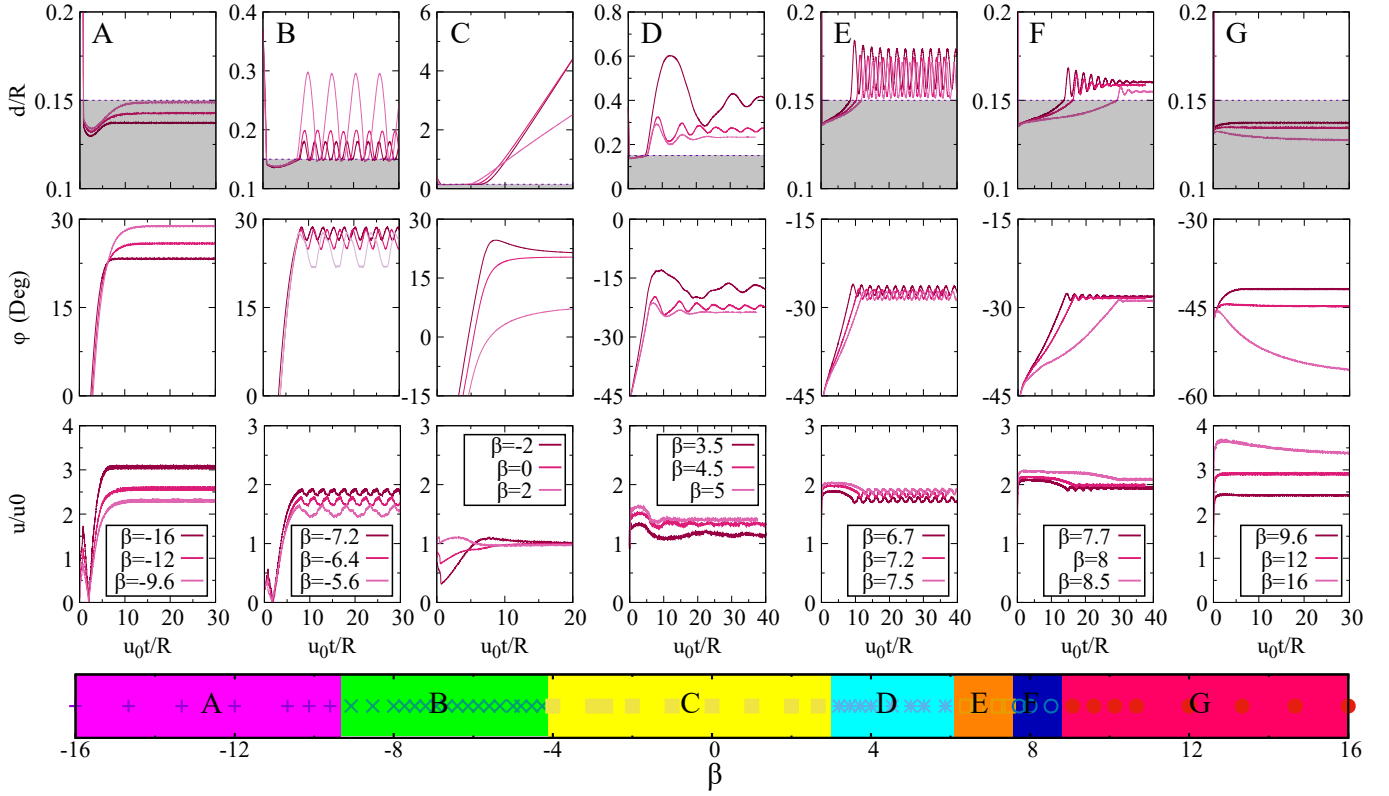 A B C D E F G
d/R
0.2 0.15 0.1
0.4 0.3 0.2 0.1
6 4 2 0
0.8 0.6 0.4 0.2 0
0.2 0.15 0.1
0.2 0.15 0.1
0.2 0.15 0.1
φ (Deg)
30 15 0
30 15 0
30 15 0 -15
0 -15 -30 -45
-15 -30 -45
-15 -30 -45
-30 -45 -60
u/u0
4 3 2 1 0
3 2 1 0
3 2 1 0
3 2 1 0
3 2 1 0
3 2 1 0
4 3 2 1 0
β=-16
β=-12
β=-9.6
β=-7.2
β=-6.4
β=-5.6
β=-2
β=0
β=2
β=3.5
β=4.5
β=5
β=6.7
β=7.2
β=7.5
β=7.7
β=8
β=8.5
β=9.6
β=12
β=16
0 10 20 30
0 10 20 30
0 10 20
0 10 20 30 40
0 10 20 30 40
0 10 20 30 40
0 10 20 30
u0t/R u0t/R u0t/R u0t/R u0t/R u0t/R u0t/R
A B C D E F G
-16 -12 -8 -4 0 4 8 12 16
β